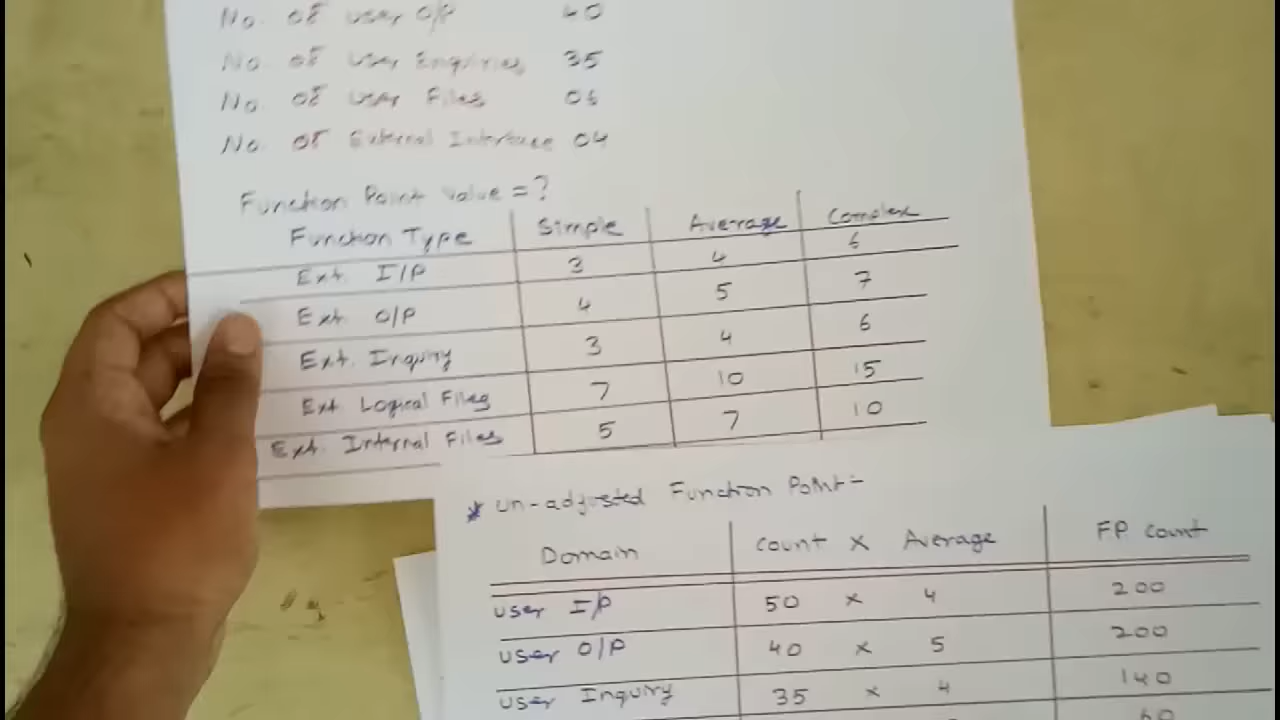 No. of user O/P 40
No. of user Enquiries 35
No. of user Files 06
No. of External Interface 04
Function Point Value = ?
Function Type Simple Average Complex
Ext. I/P 3 4 6
Ext. O/P 4 5 7
Ext. Inquiry 3 4 6
Ext. Logical Files 7 10 15
Ext. Internal Files 5 7 10
* Un-adjusted Function Point-
Domain Count x Average FP Count
user I/P 50 x 4 200
user O/P 40 x 5 200
user Inquiry 35 x 4 140
60